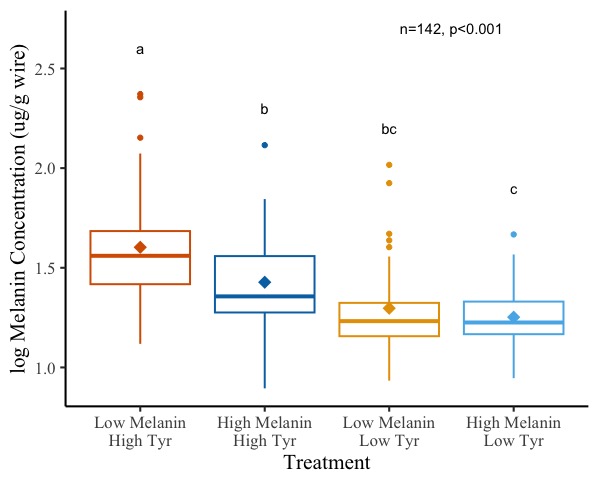 n=142, p<0.001
a
b
bc
c
log Melanin Concentration (ug/g wire)
2.5
2.0
1.5
1.0
Low Melanin
High Tyr
High Melanin
High Tyr
Low Melanin
Low Tyr
High Melanin
Low Tyr
Treatment